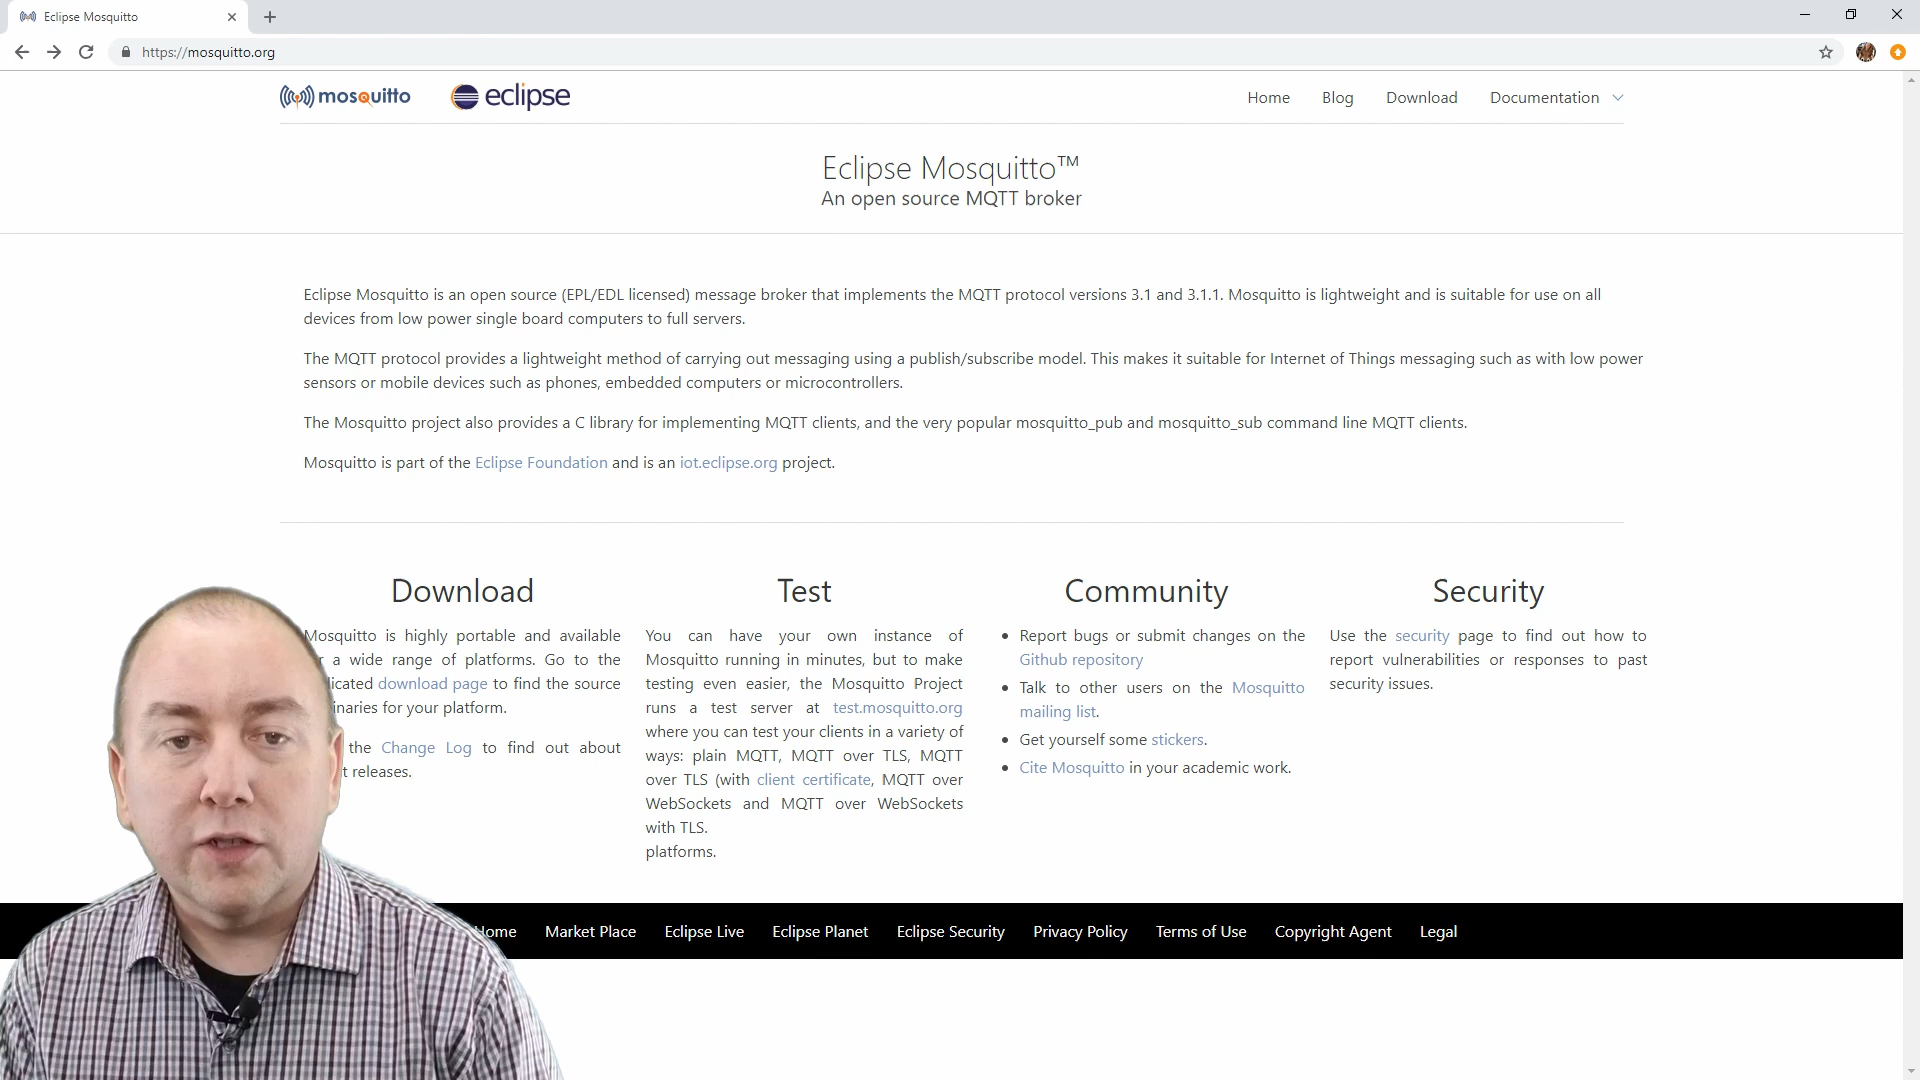 Eclipse Mosquitto
https://mosquitto.org
mosquitto eclipse Home Blog Download Documentation
Eclipse Mosquitto™
An open source MQTT broker
Eclipse Mosquitto is an open source (EPL/EDL licensed) message broker that implements the MQTT protocol versions 3.1 and 3.1.1. Mosquitto is lightweight and is suitable for use on all
devices from low power single board computers to full servers.
The MQTT protocol provides a lightweight method of carrying out messaging using a publish/subscribe model. This makes it suitable for Internet of Things messaging such as with low power
sensors or mobile devices such as phones, embedded computers or microcontrollers.
The Mosquitto project also provides a C library for implementing MQTT clients, and the very popular mosquitto_pub and mosquitto_sub command line MQTT clients.
Mosquitto is part of the Eclipse Foundation and is an iot.eclipse.org project.
Download
Mosquitto is highly portable and available
a wide range of platforms. Go to the
download page to find the source
for your platform.
the Change Log to find out about
releases.
Test
You can have your own instance of
Mosquitto running in minutes, but to make
testing even easier, the Mosquitto Project
runs a test server at test.mosquitto.org
where you can test your clients in a variety of
ways: plain MQTT, MQTT over TLS, MQTT
over TLS (with client certificate, MQTT over
WebSockets and MQTT over WebSockets
with TLS.
platforms.
Community
Report bugs or submit changes on the
Github repository
Talk to other users on the Mosquitto
mailing list.
Get yourself some stickers.
Cite Mosquitto in your academic work.
Security
Use the security page to find out how to
report vulnerabilities or responses to past
security issues.
Home Market Place Eclipse Live Eclipse Planet Eclipse Security Privacy Policy Terms of Use Copyright Agent Legal